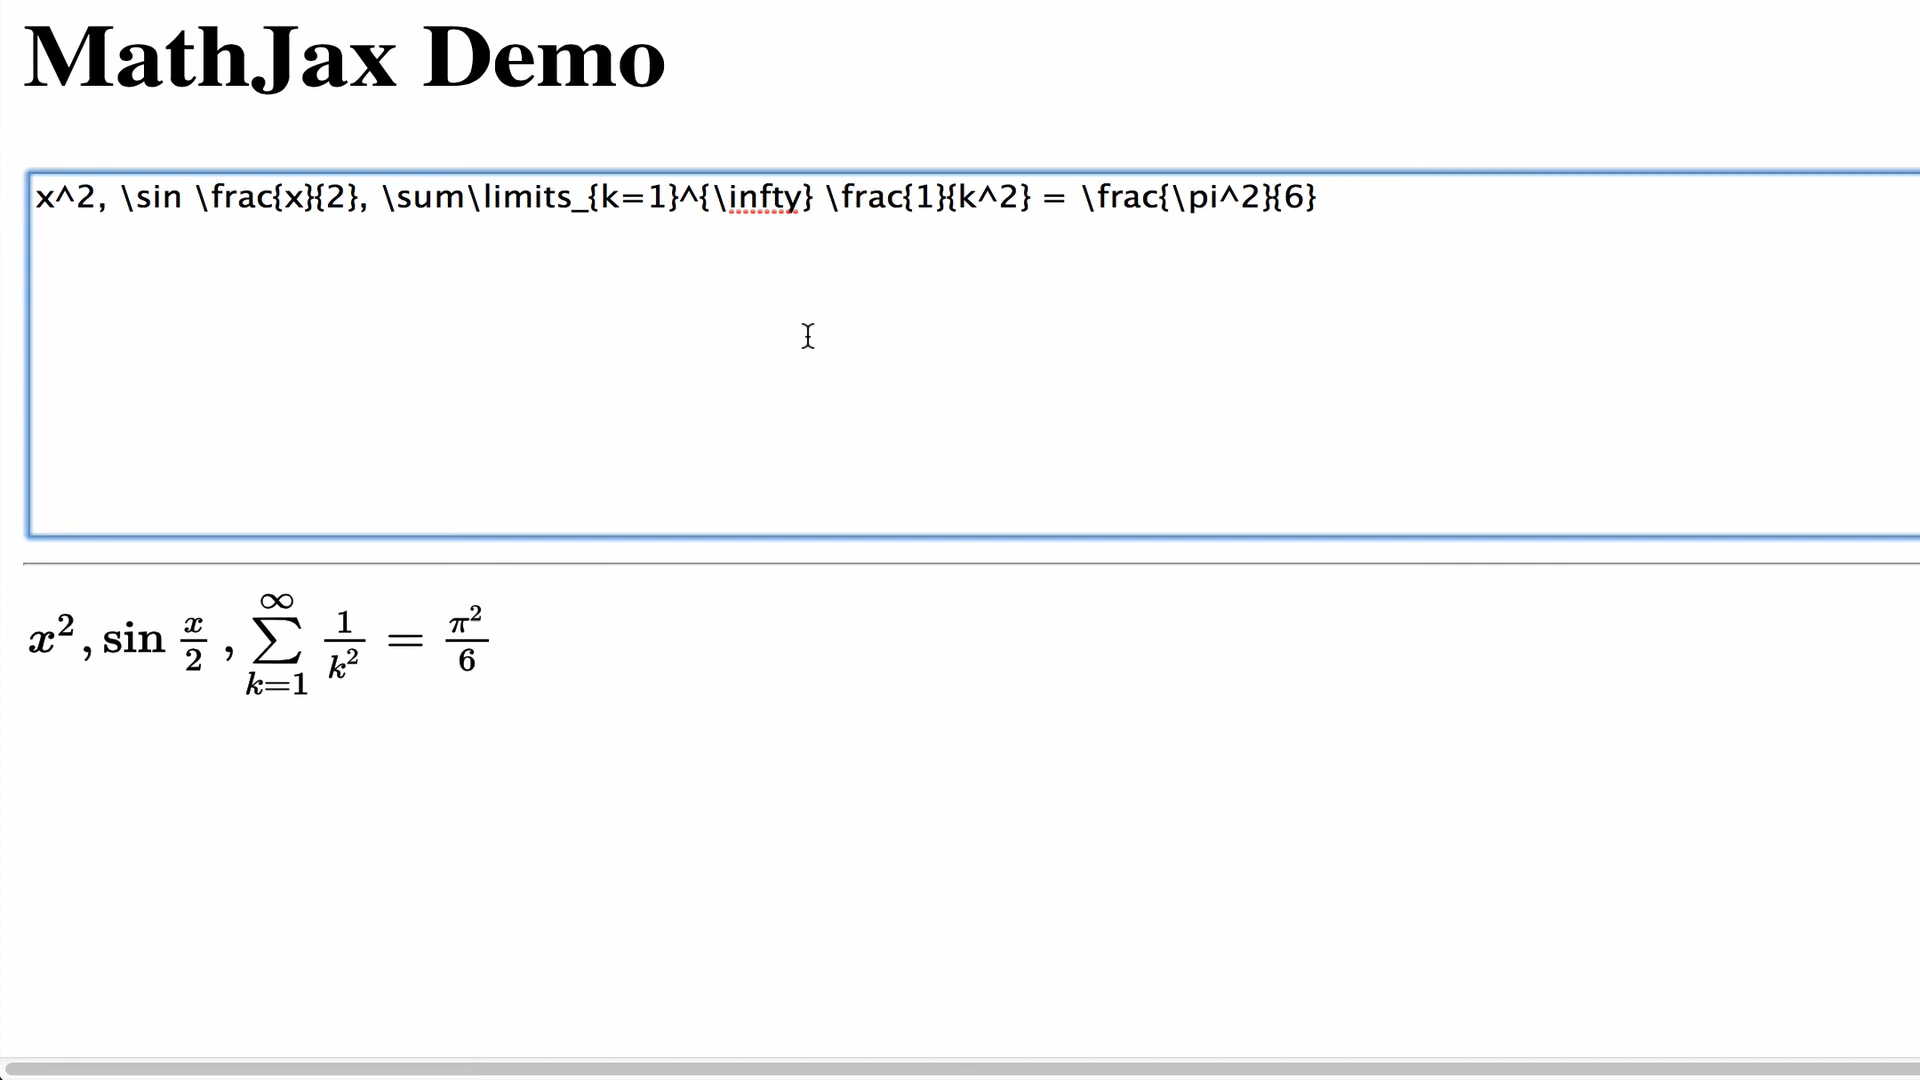 MathJax Demo
x^2, \sin \frac{x}{2}, \sum\limits_{k=1}^{\infty} \frac{1}{k^2} = \frac{\pi^2}{6}
x², sin x/2, ∞∑k=1 1/k² = π²/6